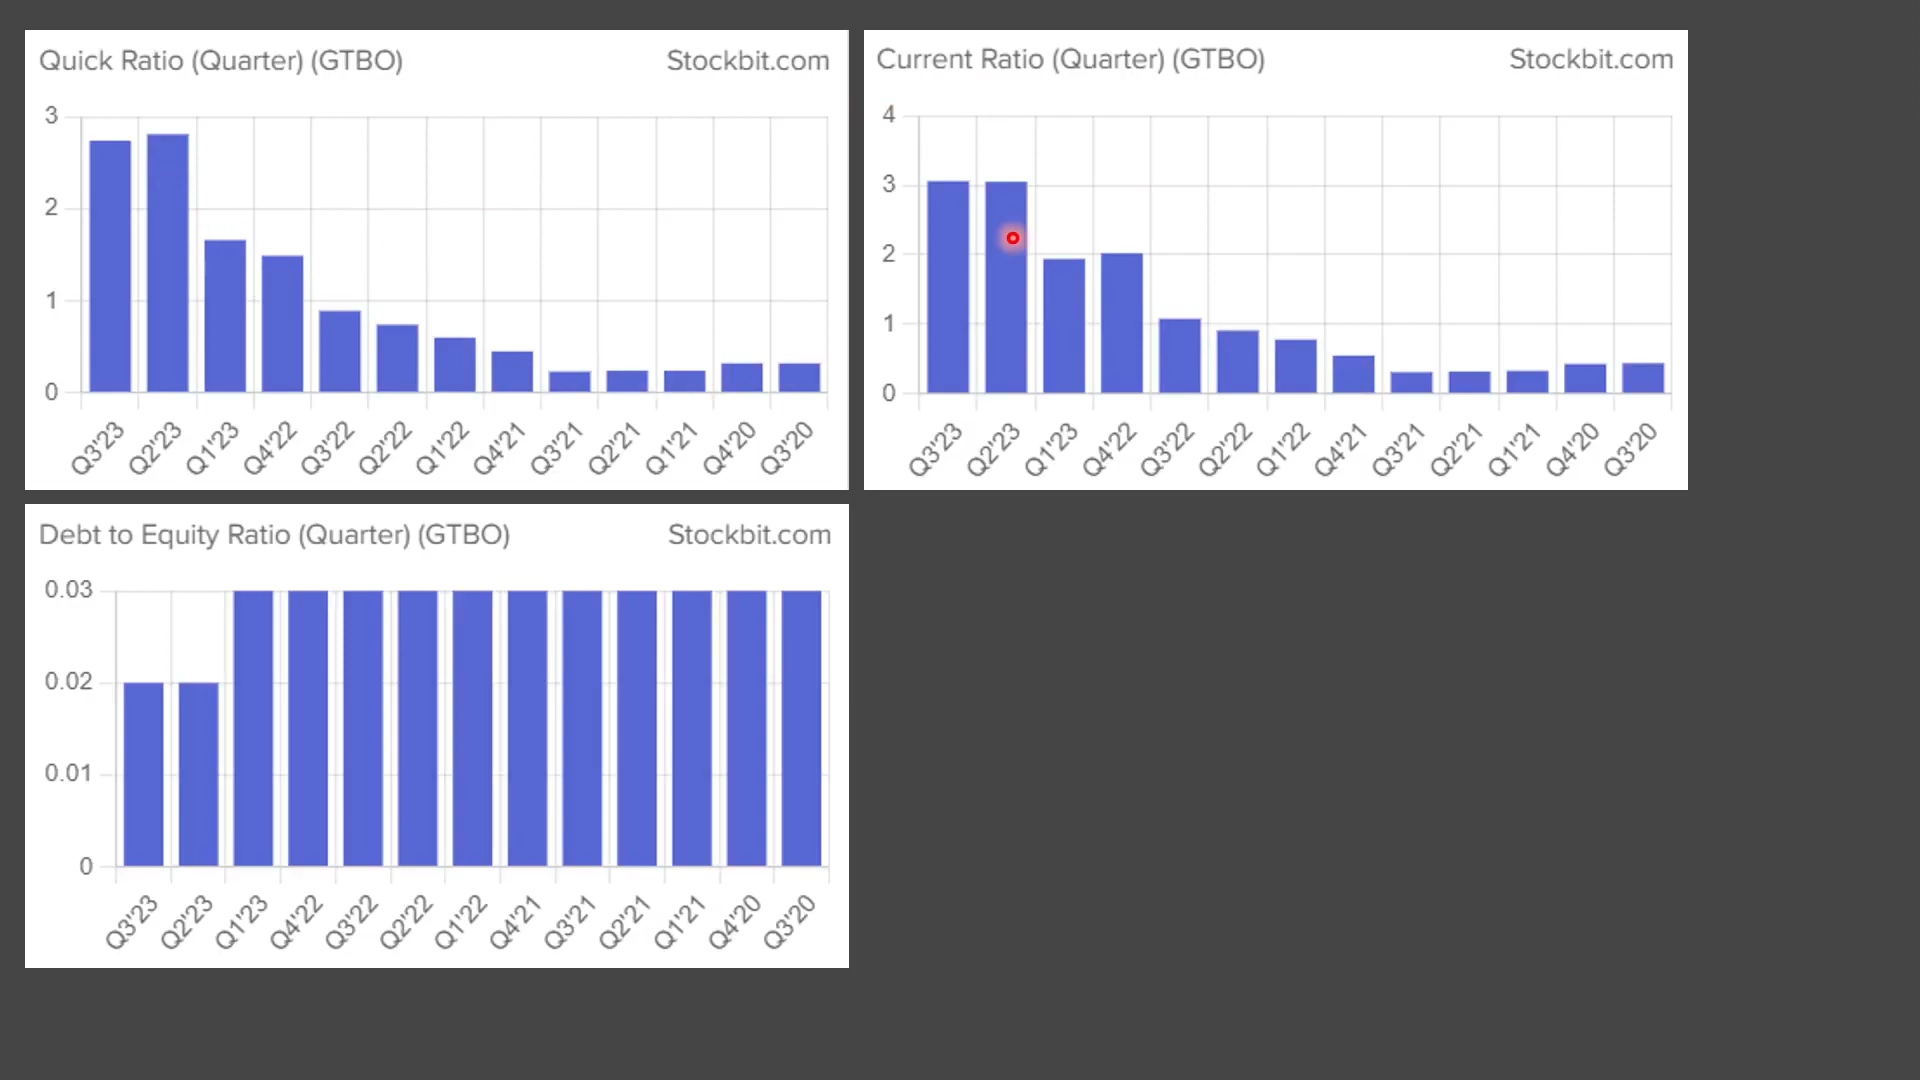 Quick Ratio (Quarter) (GTBO) Stockbit.com
3
2
1
0
Q3'23 Q2'23 Q1'23 Q4'22 Q3'22 Q2'22 Q1'22 Q4'21 Q3'21 Q2'21 Q1'21 Q4'20 Q3'20
Current Ratio (Quarter) (GTBO) Stockbit.com
4
3
2
1
0
Q3'23 Q2'23 Q1'23 Q4'22 Q3'22 Q2'22 Q1'22 Q4'21 Q3'21 Q2'21 Q1'21 Q4'20 Q3'20
Debt to Equity Ratio (Quarter) (GTBO) Stockbit.com
0.03
0.02
0.01
0
Q3'23 Q2'23 Q1'23 Q4'22 Q3'22 Q2'22 Q1'22 Q4'21 Q3'21 Q2'21 Q1'21 Q4'20 Q3'20